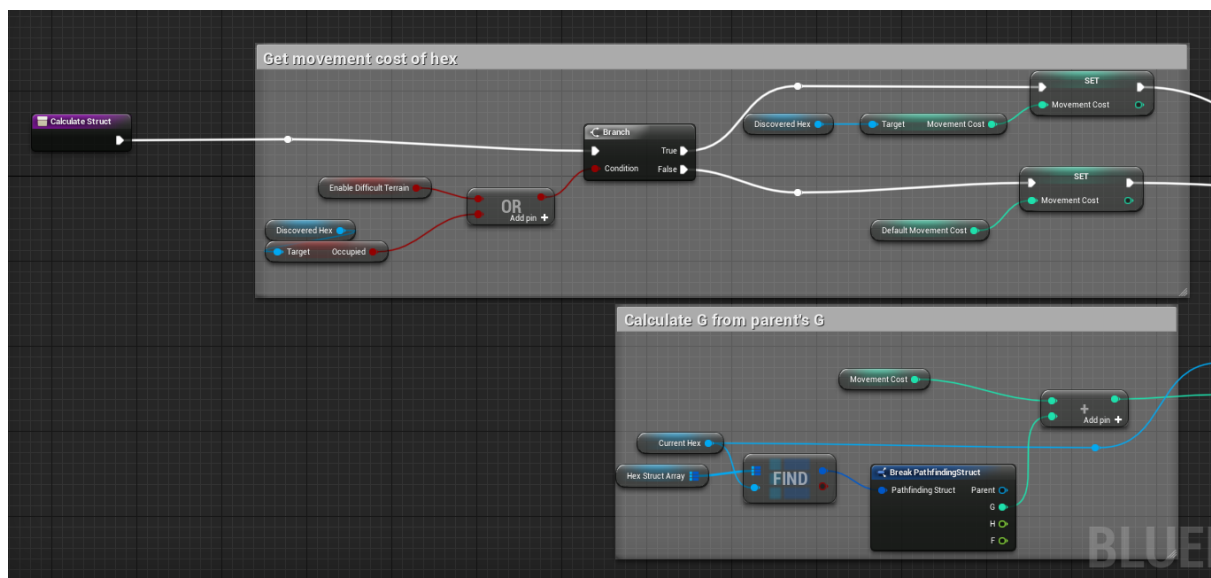 Get movement cost of hex
SET
Movement Cost
Calculate Struct
Branch
True
Condition
False
Discovered Hex
Target Movement Cost
Enable Difficult Terrain
OR
Add pin +
Discovered Hex
Target Occupied
SET
Movement Cost
Default Movement Cost
Calculate G from parent's G
Movement Cost
+
Add pin +
Current Hex
Hex Struct Array
FIND
Break PathfindingStruct
Pathfinding Struct Parent
G
H
F